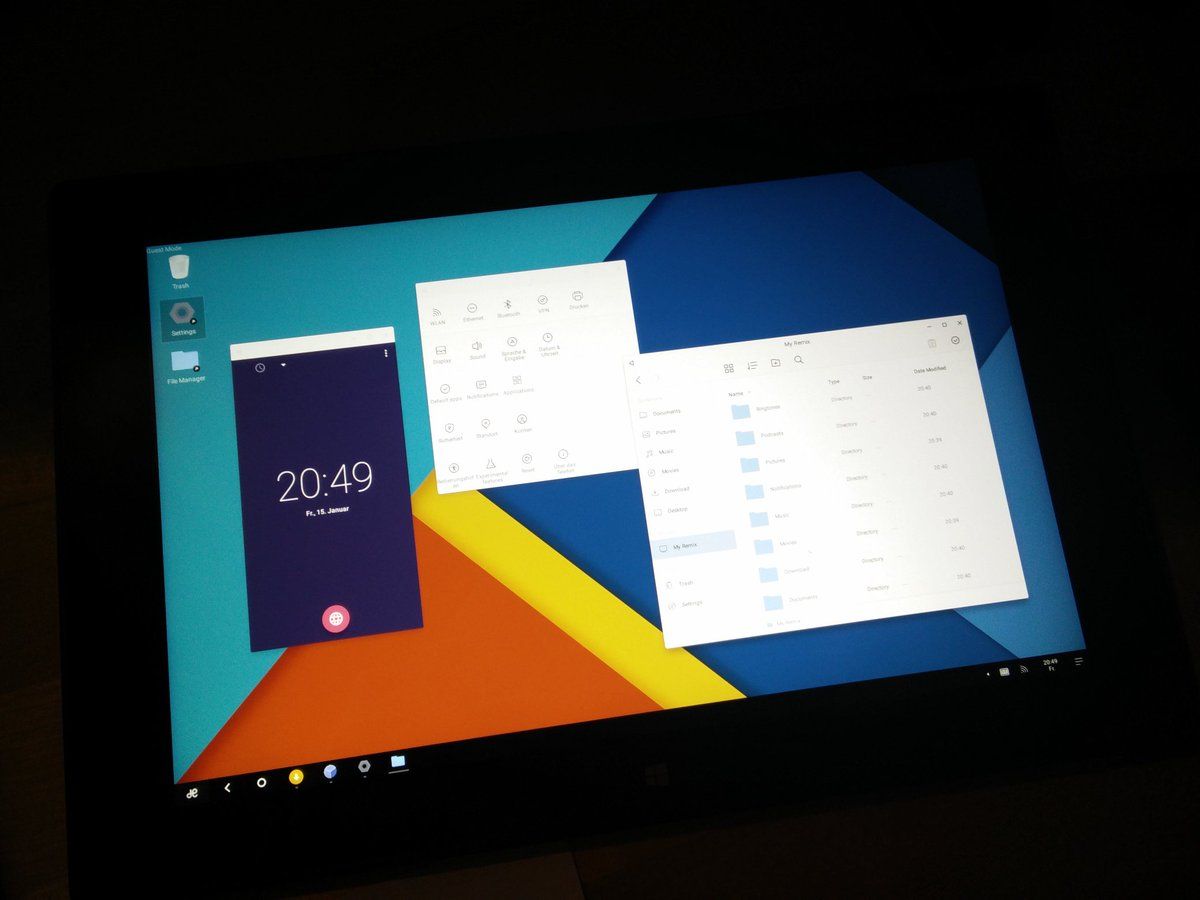 Guest Mode
Trash
Settings
File Manager
20:49
Fr., 15. Januar
WLAN
Ethernet
Bluetooth
VPN
Drucken
Display
Sound
Sprache & Eingabe
Datum & Uhrzeit
Default apps
Notifications
Applications
Sicherheit
Standort
Konten
Experimental features
Reset
Über das Telefon
My Remix
Documents
Pictures
Music
Movies
Download
Desktop
My Remix
Trash
Settings
Name
Type
Size
Date Modified
Ringtones
Directory
20:40
Podcasts
Directory
20:40
Pictures
Directory
20:39
Notifications
Directory
20:40
Music
Directory
20:40
Movies
Directory
20:39
Download
Directory
20:40
Documents
Directory
20:40
My Remix
20:49
Fr.